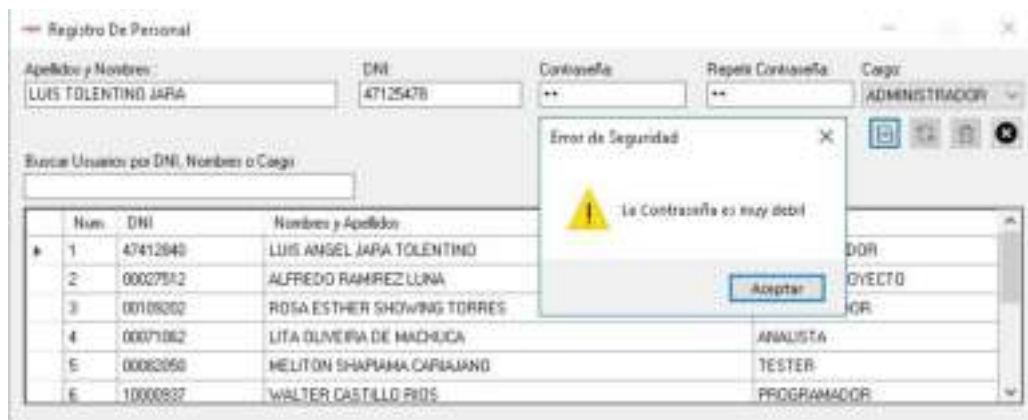 Registro De Personal
Apellidos y Nombres : DNI: Contraseña: Repetir Contraseña: Cargo:
LUIS TOLENTINO JARA 47125478 ** ** ADMINISTRADOR
Error de Seguridad
Buscar Usuarios por DNI, Nombres o Cargo
La Contraseña es muy debil
Aceptar
Num DNI Nombres y Apellidos
1 47412840 LUIS ANGEL JARA TOLENTINO DOR
2 00027512 ALFREDO RAMIREZ LUNA OYECTO
3 00109202 ROSA ESTHER SHOWING TORRES DOR
4 00071062 LITA OLIVEIRA DE MACHUCA ANALISTA
5 00082050 MELITON SHAPIAMA CARIAJANO TESTER
6 10000937 WALTER CASTILLO RIOS PROGRAMADOR